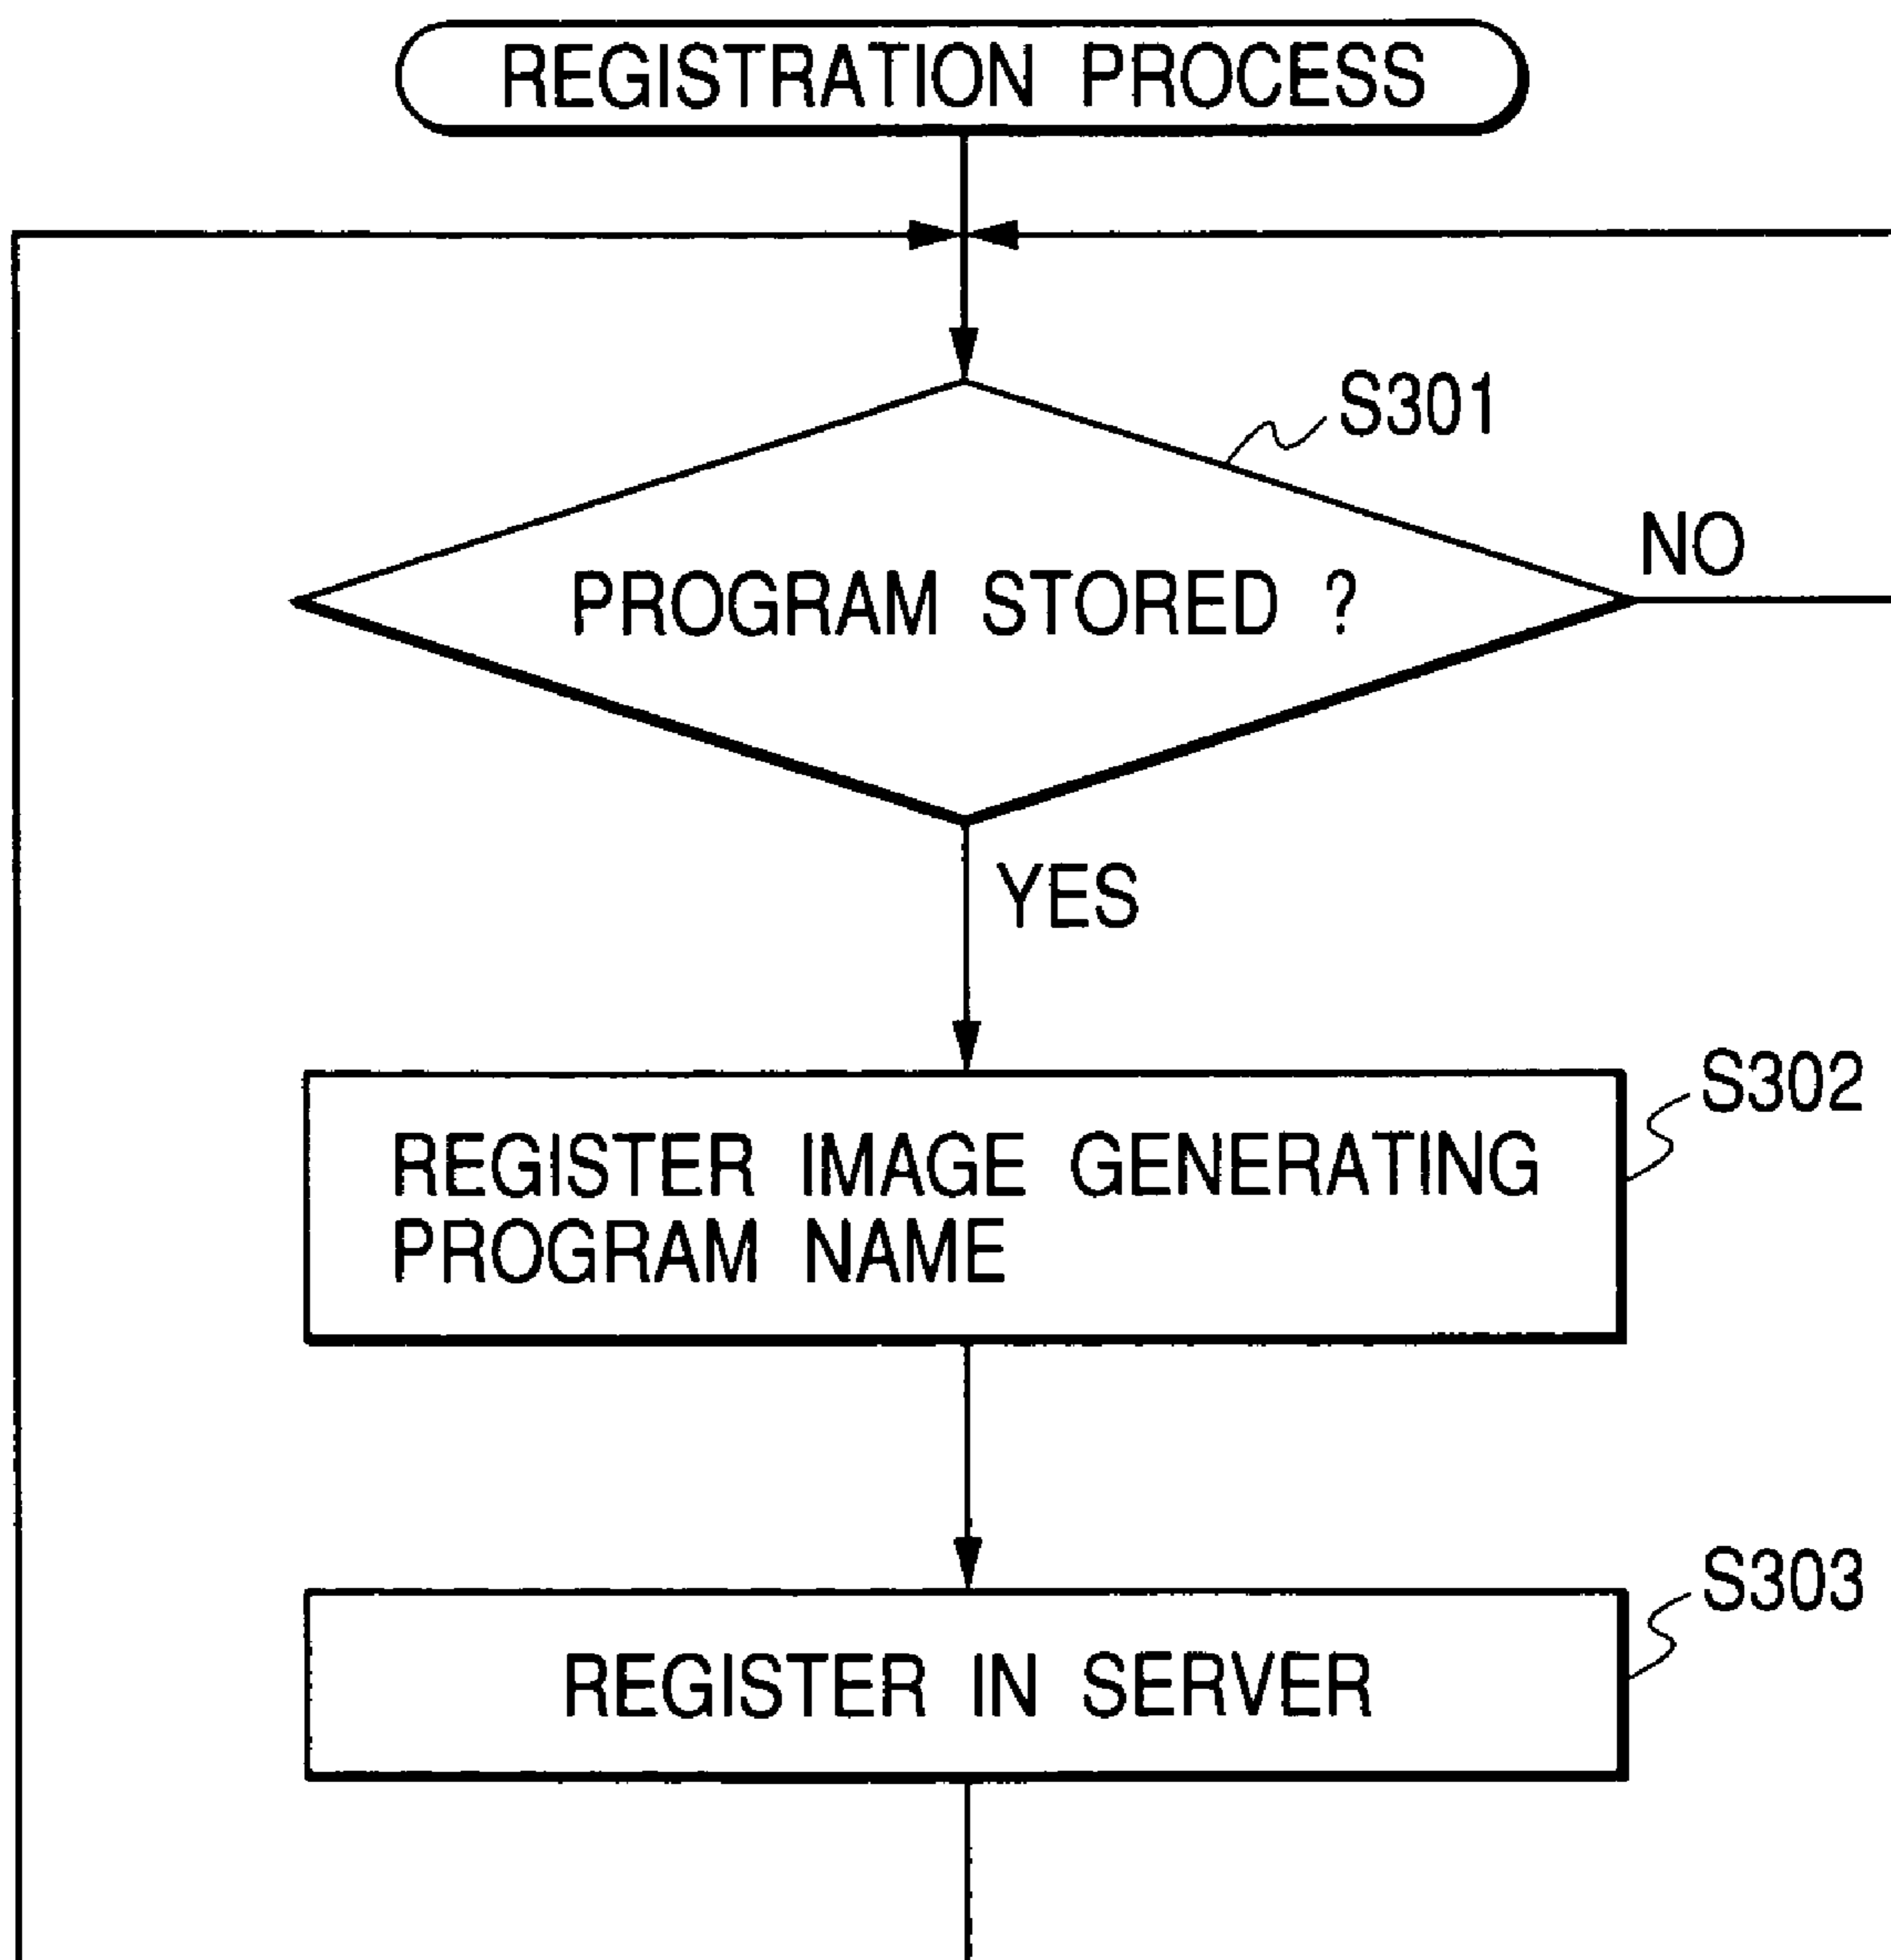 REGISTRATION PROCESS
S301
PROGRAM STORED ?
NO
YES
S302
REGISTER IMAGE GENERATING
PROGRAM NAME
S303
REGISTER IN SERVER